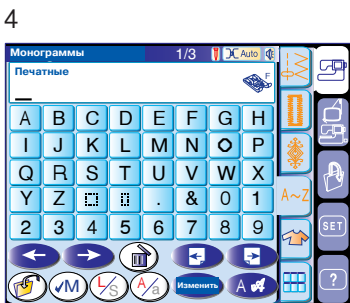 4
Монограммы 1/3 Auto
Печатные F
A B C D E F G H
I J K L M N O P
Q R S T U V W X
Y Z . & 0 1
2 3 4 5 6 7 8 9
A~Z
SET
✓M L/S A/a Изменить A
?